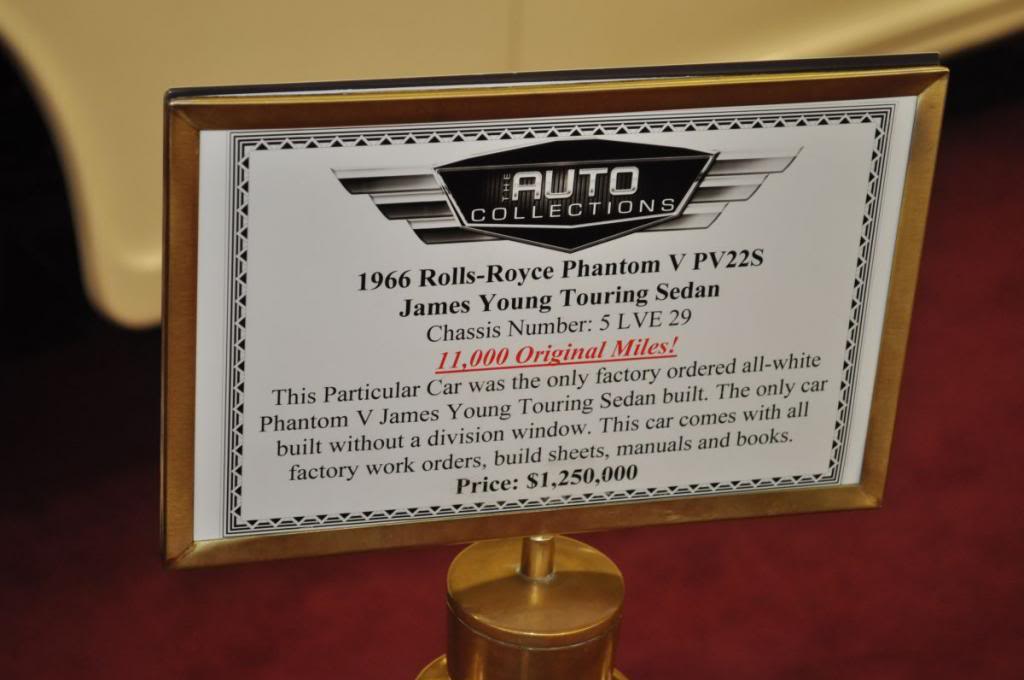 THE AUTO
COLLECTIONS
1966 Rolls-Royce Phantom V PV22S
James Young Touring Sedan
Chassis Number: 5 LVE 29
11,000 Original Miles!
This Particular Car was the only factory ordered all-white
Phantom V James Young Touring Sedan built. The only car
built without a division window. This car comes with all
factory work orders, build sheets, manuals and books.
Price: $1,250,000